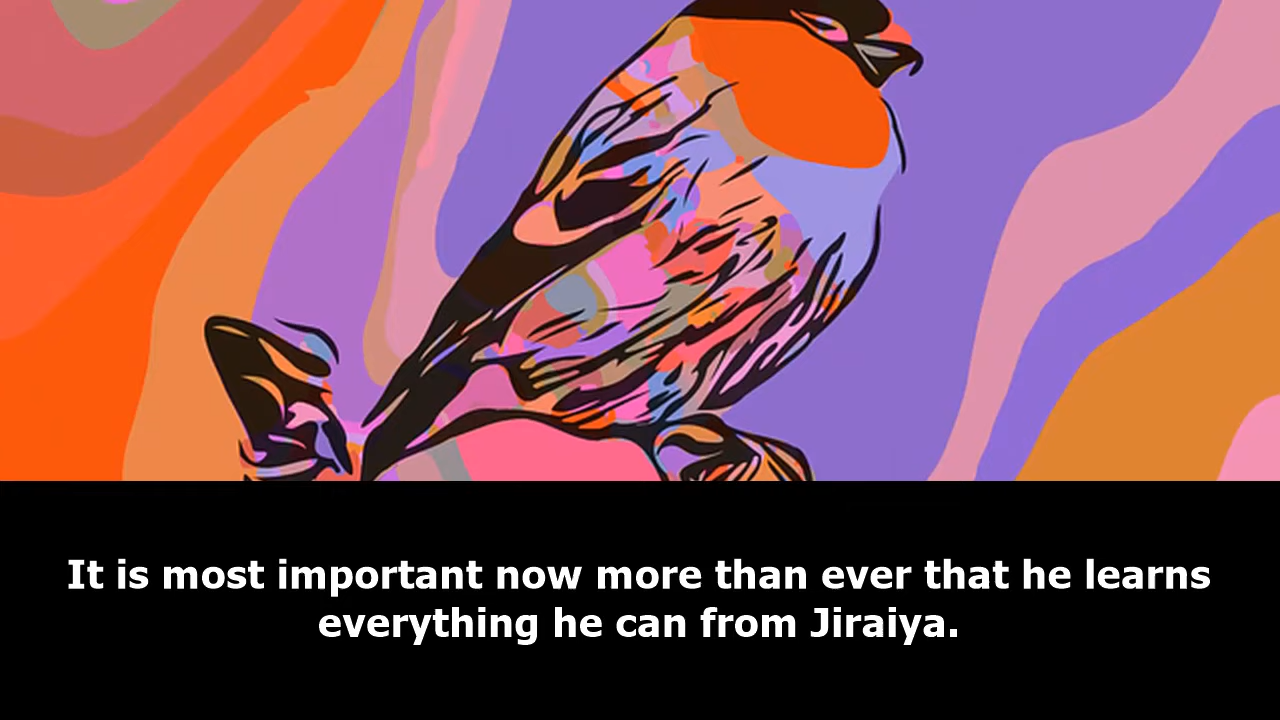 It is most important now more than ever that he learns
everything he can from Jiraiya.